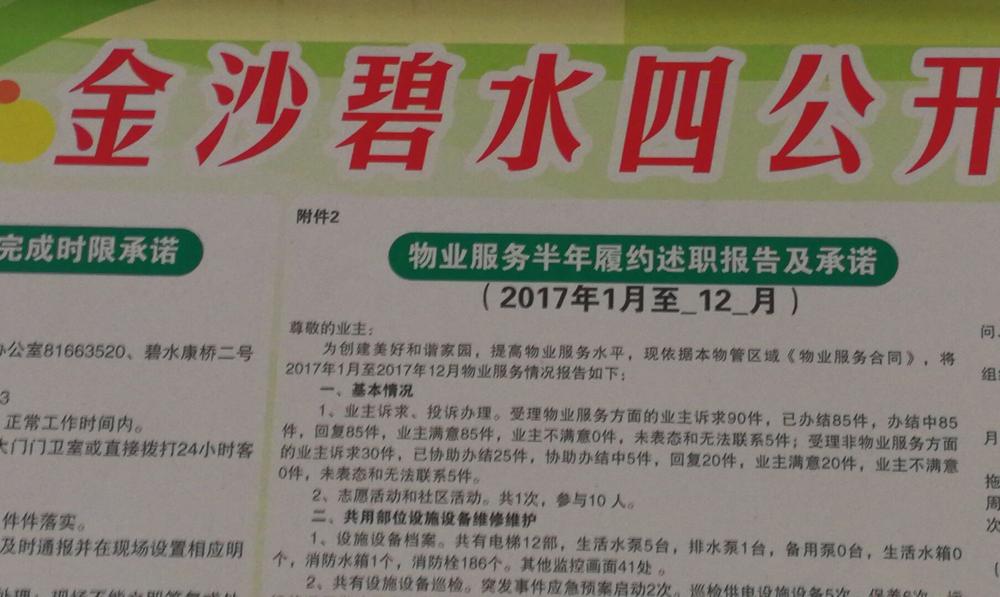 金沙碧水四公开
完成时限承诺
办公室81663520、碧水康桥二号
3
正常工作时间内。
大门门卫室或直接拨打24小时客
件件落实。
及时通报并在现场设置相应明
附件2
物业服务半年履约述职报告及承诺
（2017年1月至_12_月）
尊敬的业主：
为创建美好和谐家园，提高物业服务水平，现依据本物管区域《物业服务合同》，将
2017年1月至2017年12月物业服务情况报告如下：
一、基本情况
1、业主诉求、投诉办理。受理物业服务方面的业主诉求90件，已办结85件，办结中85
件，回复85件，业主满意85件，业主不满意0件，未表态和无法联系5件；受理非物业服务方面
的业主诉求30件，已协助办结25件，协助办结中5件，回复20件，业主满意20件，业主不满意
0件，未表态和无法联系5件。
2、志愿活动和社区活动。共1次，参与10 人。
二、共用部位设施设备维修维护
1、设施设备档案。共有电梯12部，生活水泵5台，排水泵1台，备用泵0台，生活水箱0
个，消防水箱1个，消防栓186个。其他监控画面41处 。
2、共有设施设备巡检。突发事件应急预案启动2次。巡检供电设施设备5次，保养6次，运
问、
组
月
拖
周
次
（